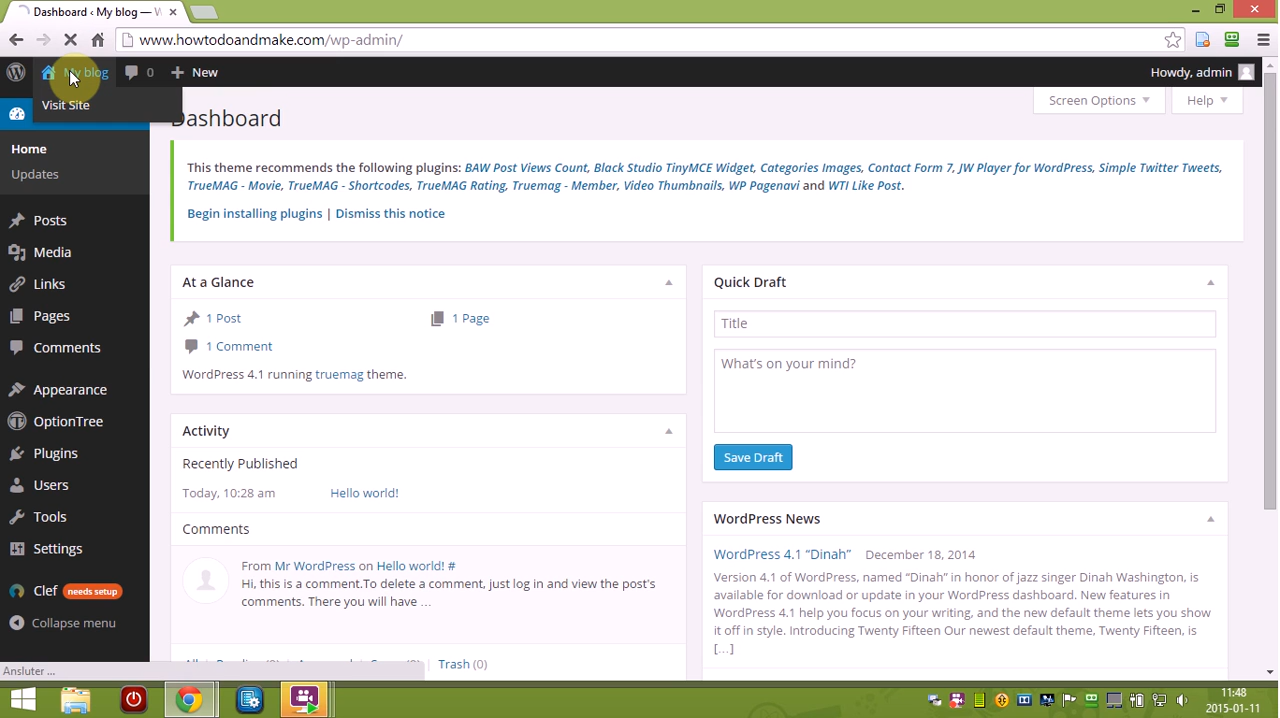 Dashboard ‹ My blog — W
www.howtodoandmake.com/wp-admin/
My blog 0 New Howdy, admin
Visit Site
Dashboard
Screen Options Help
Home
Updates
Posts
Media
Links
Pages
Comments
Appearance
OptionTree
Plugins
Users
Tools
Settings
Clef needs setup
Collapse menu
This theme recommends the following plugins: BAW Post Views Count, Black Studio TinyMCE Widget, Categories Images, Contact Form 7, JW Player for WordPress, Simple Twitter Tweets,
TrueMAG - Movie, TrueMAG - Shortcodes, TrueMAG Rating, Truemag - Member, Video Thumbnails, WP Pagenavi and WTI Like Post.
Begin installing plugins | Dismiss this notice
At a Glance
1 Post 1 Page
1 Comment
WordPress 4.1 running truemag theme.
Activity
Recently Published
Today, 10:28 am Hello world!
Comments
From Mr WordPress on Hello world! #
Hi, this is a comment.To delete a comment, just log in and view the post's
comments. There you will have …
Trash (0)
Quick Draft
Title
What's on your mind?
Save Draft
WordPress News
WordPress 4.1 “Dinah” December 18, 2014
Version 4.1 of WordPress, named “Dinah” in honor of jazz singer Dinah Washington, is
available for download or update in your WordPress dashboard. New features in
WordPress 4.1 help you focus on your writing, and the new default theme lets you show
it off in style. Introducing Twenty Fifteen Our newest default theme, Twenty Fifteen, is
[…]
Ansluter ...
11:48
2015-01-11